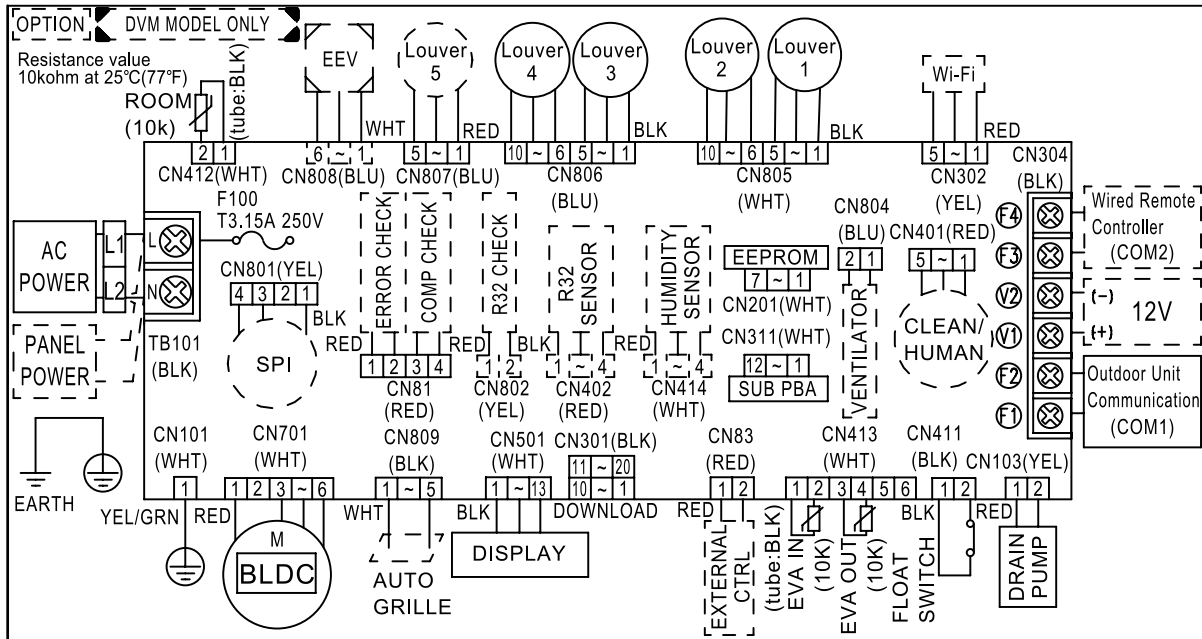 OPTION
DVM MODEL ONLY
Resistance value
10kohm at 25°C(77°F)
ROOM
(10k)
(tube:BLK)
EEV
Louver
5
Louver
4
Louver
3
Louver
2
Louver
1
Wi-Fi
WHT
RED
BLK
BLK
RED
2 1
6 ~ 1
5 ~ 1
10 ~ 6 5 ~ 1
10 ~ 6 5 ~ 1
5 ~ 1
CN412(WHT)
CN808(BLU)
CN807(BLU)
CN806
(BLU)
CN805
(WHT)
CN302
(YEL)
CN304
(BLK)
F100
T3.15A 250V
AC
POWER
L1
L2
L
N
TB101
(BLK)
PANEL
POWER
CN801(YEL)
4 3 2 1
BLK
SPI
ERROR CHECK
COMP CHECK
RED
RED
1 2 3 4
CN81
(RED)
R32 CHECK
1 2
CN802
(YEL)
R32
SENSOR
BLK
1 ~ 4
CN402
(RED)
HUMIDITY
SENSOR
RED
1 ~ 4
CN414
(WHT)
EEPROM
7 ~ 1
CN201(WHT)
CN311(WHT)
12 ~ 1
SUB PBA
CN804
(BLU)
2 1
VENTILATOR
CN401(RED)
5 ~ 1
CLEAN/
HUMAN
F4
F3
V2
V1
F2
F1
Wired Remote
Controller
(COM2)
(-)
12V
(+)
Outdoor Unit
Communication
(COM1)
EARTH
CN101
(WHT)
1
YEL/GRN
CN701
(WHT)
1 2 3 ~ 6
RED
M
BLDC
CN809
(BLK)
1 ~ 5
WHT
AUTO
GRILLE
CN501
(WHT)
1 ~ 13
BLK
DISPLAY
CN301(BLK)
11 ~ 20
10 ~ 1
DOWNLOAD
CN83
(RED)
1 2
RED
EXTERNAL
CTRL
CN413
(WHT)
1 2 3 4 5 6
(tube:BLK)
EVA IN
(10K)
EVA OUT
(10K)
FLOAT
SWITCH
CN411
(BLK)
1 2
BLK
CN103(YEL)
1 2
RED
DRAIN
PUMP